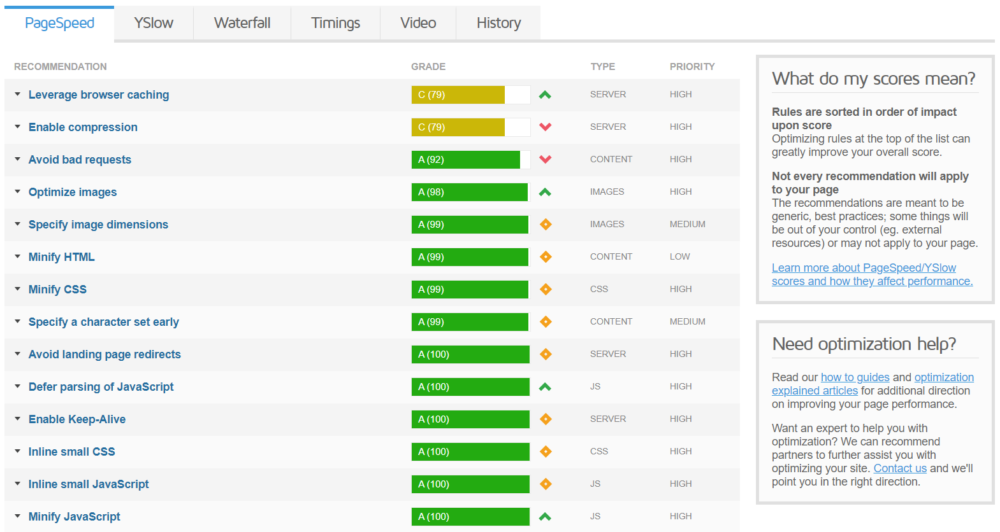 PageSpeed YSlow Waterfall Timings Video History
RECOMMENDATION GRADE TYPE PRIORITY
Leverage browser caching C (79) SERVER HIGH
Enable compression C (79) SERVER HIGH
Avoid bad requests A (92) CONTENT HIGH
Optimize images A (98) IMAGES HIGH
Specify image dimensions A (99) IMAGES MEDIUM
Minify HTML A (99) CONTENT LOW
Minify CSS A (99) CSS HIGH
Specify a character set early A (99) CONTENT MEDIUM
Avoid landing page redirects A (100) SERVER HIGH
Defer parsing of JavaScript A (100) JS HIGH
Enable Keep-Alive A (100) SERVER HIGH
Inline small CSS A (100) CSS HIGH
Inline small JavaScript A (100) JS HIGH
Minify JavaScript A (100) JS HIGH
What do my scores mean?
Rules are sorted in order of impact
upon score
Optimizing rules at the top of the list can
greatly improve your overall score.
Not every recommendation will apply
to your page
The recommendations are meant to be
generic, best practices; some things will
be out of your control (eg. external
resources) or may not apply to your page.
Learn more about PageSpeed/YSlow
scores and how they affect performance.
Need optimization help?
Read our how to guides and optimization
explained articles for additional direction
on improving your page performance.
Want an expert to help you with
optimization? We can recommend
partners to further assist you with
optimizing your site. Contact us and we'll
point you in the right direction.